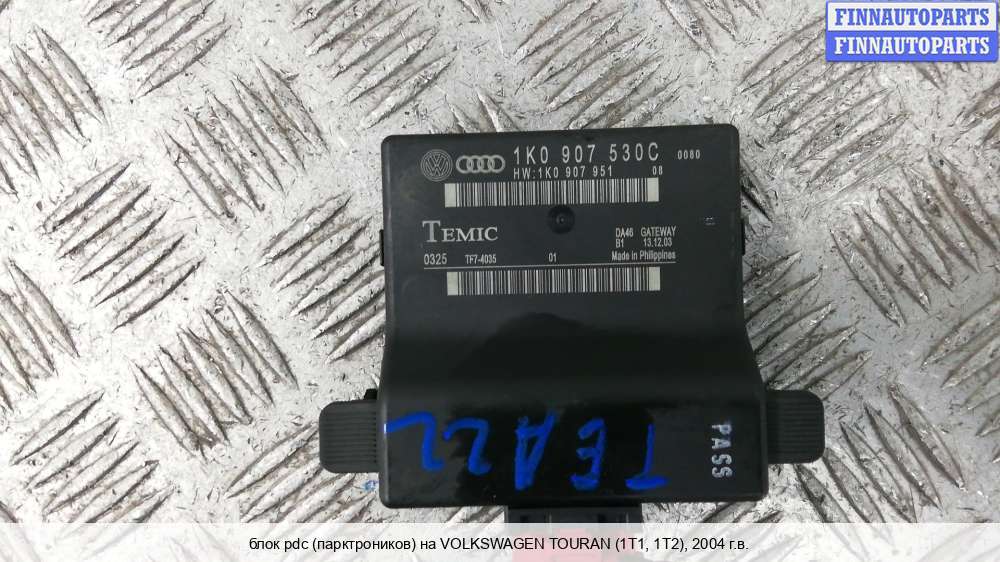 FINNAUTOPARTS
FINNAUTOPARTS
1K0 907 530C 0080
HW:1K0 907 951 08
TEMIC
DA46 GATEWAY
B1 13.12.03
0325 TF7-4035 01 Made in Philippines
PASS
TEA22
блок pdc (парктроников) на VOLKSWAGEN TOURAN (1T1, 1T2), 2004 г.в.